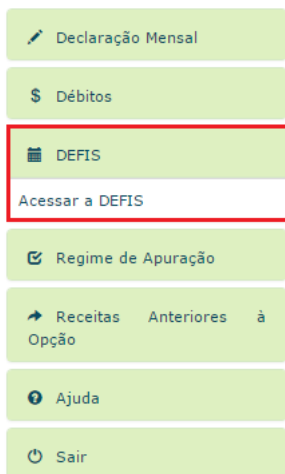 Declaração Mensal
$ Débitos
DEFIS
Acessar a DEFIS
Regime de Apuração
Receitas Anteriores à
Opção
Ajuda
Sair